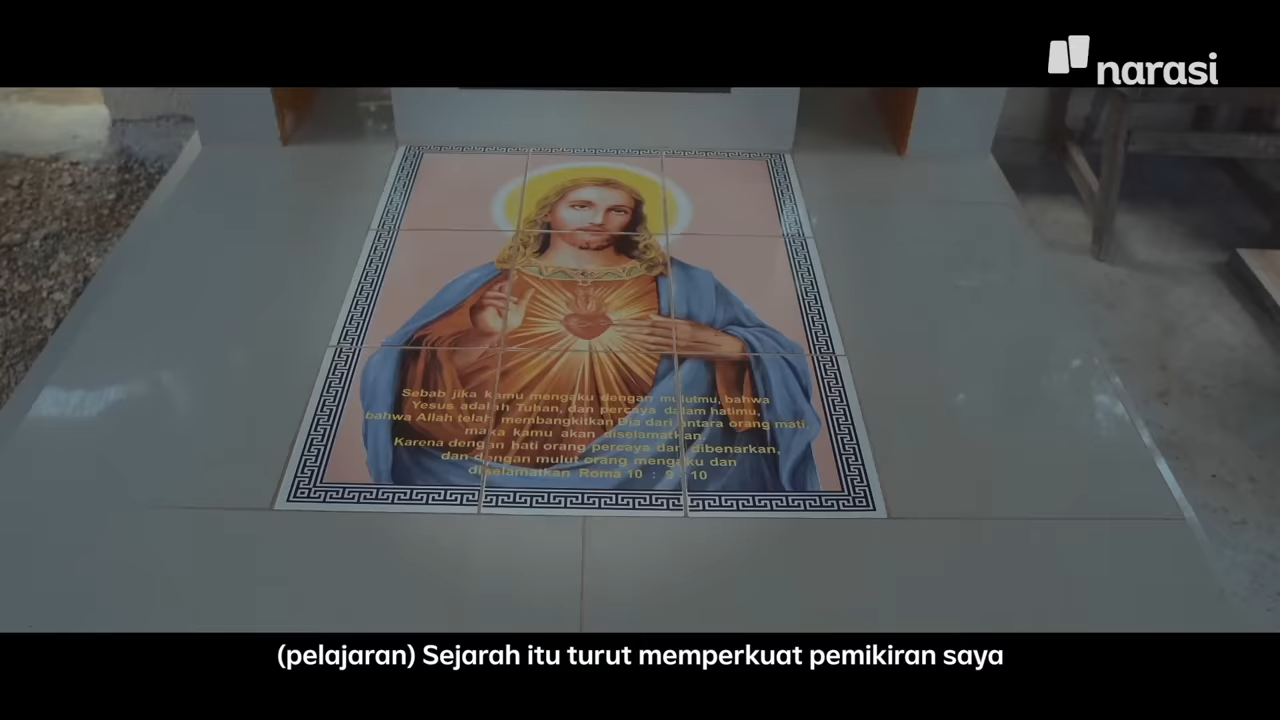 narasi
Sebab jika kamu mengaku dengan mulutmu, bahwa
Yesus adalah Tuhan, dan percaya dalam hatimu,
bahwa Allah telah membangkitkan Dia dari antara orang mati,
maka kamu akan diselamatkan.
Karena dengan hati orang percaya dan dibenarkan,
dan dengan mulut orang mengaku dan
diselamatkan Roma 10 : 9 - 10
(pelajaran) Sejarah itu turut memperkuat pemikiran saya